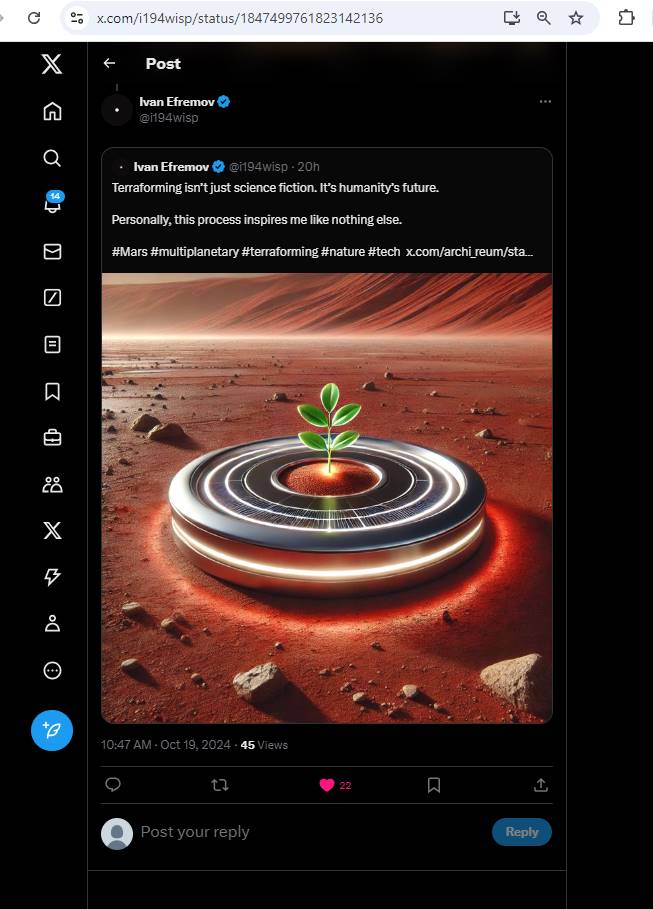 x.com/i194wisp/status/1847499761823142136
Post
Ivan Efremov
@i194wisp
Ivan Efremov @i194wisp · 20h
Terraforming isn't just science fiction. It's humanity's future.
Personally, this process inspires me like nothing else.
#Mars #multiplanetary #terraforming #nature #tech x.com/archi_reum/sta...
14
10:47 AM · Oct 19, 2024 · 45 Views
22
Post your reply
Reply